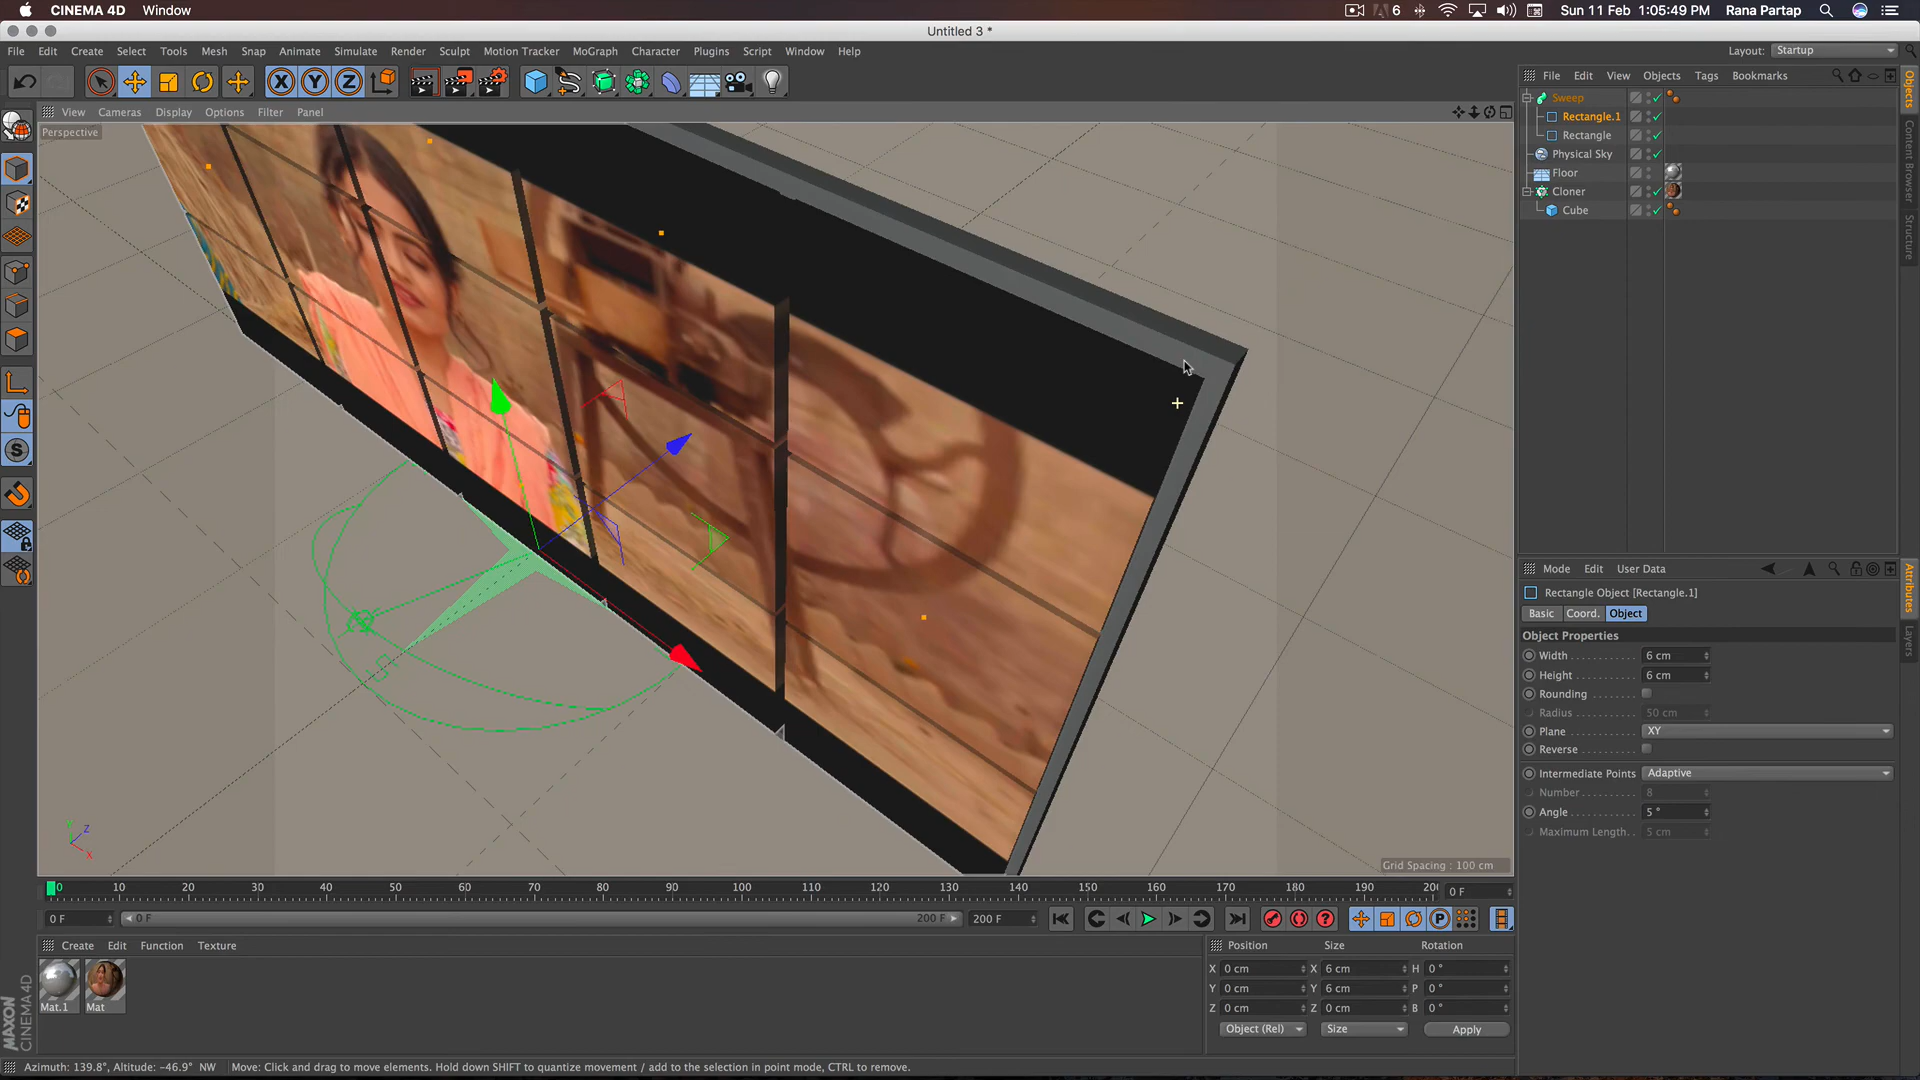 CINEMA 4D Window 6 Sun 11 Feb 1:05:49 PM Rana Partap
Untitled 3 *
File Edit Create Select Tools Mesh Snap Animate Simulate Render Sculpt Motion Tracker MoGraph Character Plugins Script Window Help Layout: Startup
X Y Z
File Edit View Objects Tags Bookmarks
View Cameras Display Options Filter Panel
Perspective
Sweep
Rectangle.1
Rectangle
Physical Sky
Floor
Cloner
Cube
Objects
Content Browser
Structure
Mode Edit User Data
Rectangle Object [Rectangle.1]
Basic Coord. Object
Object Properties
Width 6 cm
Height 6 cm
Rounding
Radius 50 cm
Plane XY
Reverse
Intermediate Points Adaptive
Number 8
Angle 5 °
Maximum Length. 5 cm
Attributes
Layers
S
Y Z X
Grid Spacing : 100 cm
0 10 20 30 40 50 60 70 80 90 100 110 120 130 140 150 160 170 180 190 200 0 F
0 F 0 F 200 F 200 F
Create Edit Function Texture
Mat.1 Mat
Position Size Rotation
X 0 cm X 6 cm H 0 °
Y 0 cm Y 6 cm P 0 °
Z 0 cm Z 0 cm B 0 °
Object (Rel) Size Apply
MAXON
CINEMA 4D
Azimuth: 139.8°, Altitude: -46.9° NW Move: Click and drag to move elements. Hold down SHIFT to quantize movement / add to the selection in point mode, CTRL to remove.